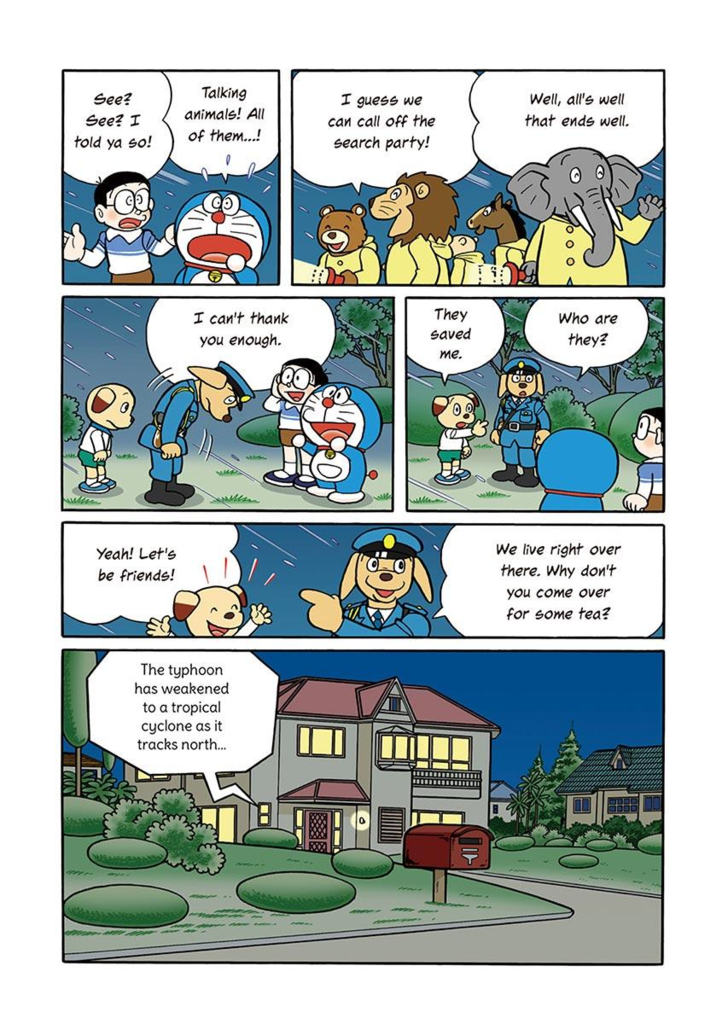 See?
See? I
told ya so!
Talking
animals! All
of them...!
I guess we
can call off the
search party!
Well, all's well
that ends well.
I can't thank
you enough.
They
saved
me.
Who are
they?
Yeah! Let's
be friends!
We live right over
there. Why don't
you come over
for some tea?
The typhoon
has weakened
to a tropical
cyclone as it
tracks north...